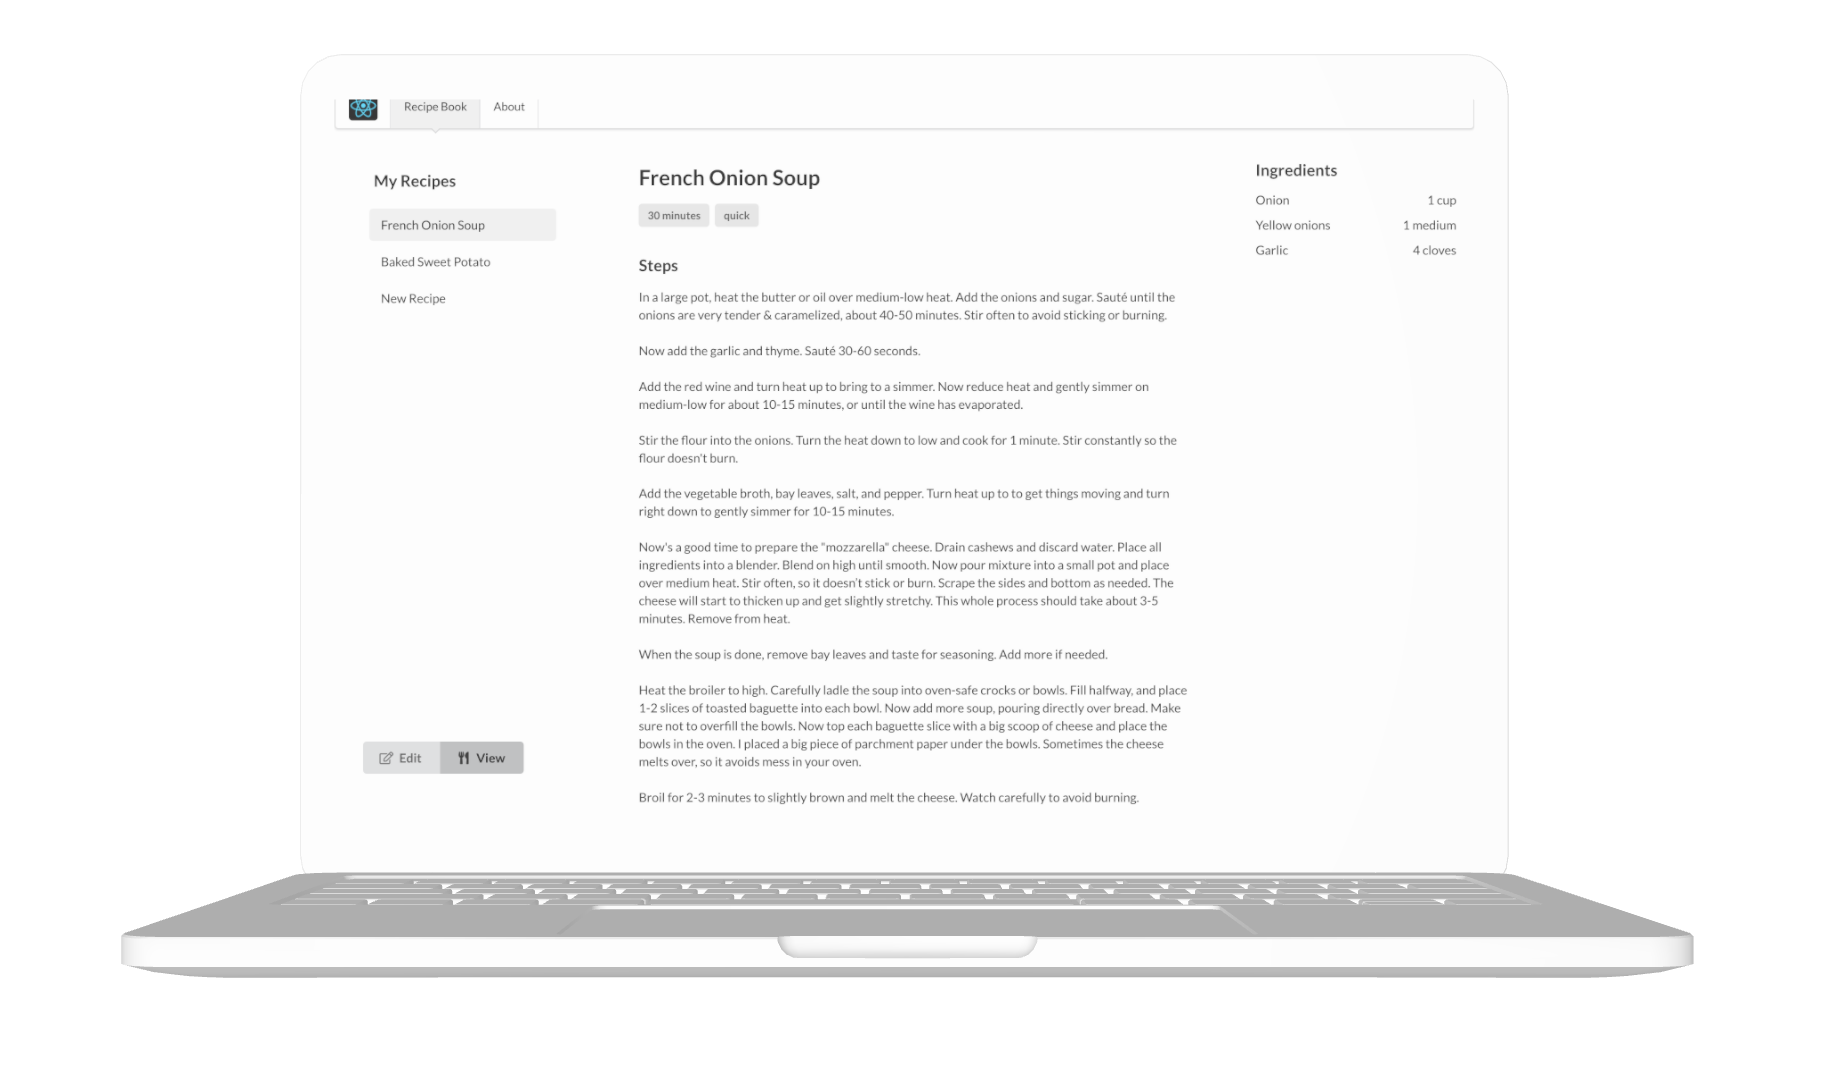 Recipe Book
About
My Recipes
French Onion Soup
Baked Sweet Potato
New Recipe
Edit
View
French Onion Soup
30 minutes
quick
Steps
In a large pot, heat the butter or oil over medium-low heat. Add the onions and sugar. Sauté until the
onions are very tender & caramelized, about 40-50 minutes. Stir often to avoid sticking or burning.
Now add the garlic and thyme. Sauté 30-60 seconds.
Add the red wine and turn heat up to bring to a simmer. Now reduce heat and gently simmer on
medium-low for about 10-15 minutes, or until the wine has evaporated.
Stir the flour into the onions. Turn the heat down to low and cook for 1 minute. Stir constantly so the
flour doesn't burn.
Add the vegetable broth, bay leaves, salt, and pepper. Turn heat up to to get things moving and turn
right down to gently simmer for 10-15 minutes.
Now's a good time to prepare the "mozzarella" cheese. Drain cashews and discard water. Place all
ingredients into a blender. Blend on high until smooth. Now pour mixture into a small pot and place
over medium heat. Stir often, so it doesn't stick or burn. Scrape the sides and bottom as needed. The
cheese will start to thicken up and get slightly stretchy. This whole process should take about 3-5
minutes. Remove from heat.
When the soup is done, remove bay leaves and taste for seasoning. Add more if needed.
Heat the broiler to high. Carefully ladle the soup into oven-safe crocks or bowls. Fill halfway, and place
1-2 slices of toasted baguette into each bowl. Now add more soup, pouring directly over bread. Make
sure not to overfill the bowls. Now top each baguette slice with a big scoop of cheese and place the
bowls in the oven. I placed a big piece of parchment paper under the bowls. Sometimes the cheese
melts over, so it avoids mess in your oven.
Broil for 2-3 minutes to slightly brown and melt the cheese. Watch carefully to avoid burning.
Ingredients
Onion 1 cup
Yellow onions 1 medium
Garlic 4 cloves